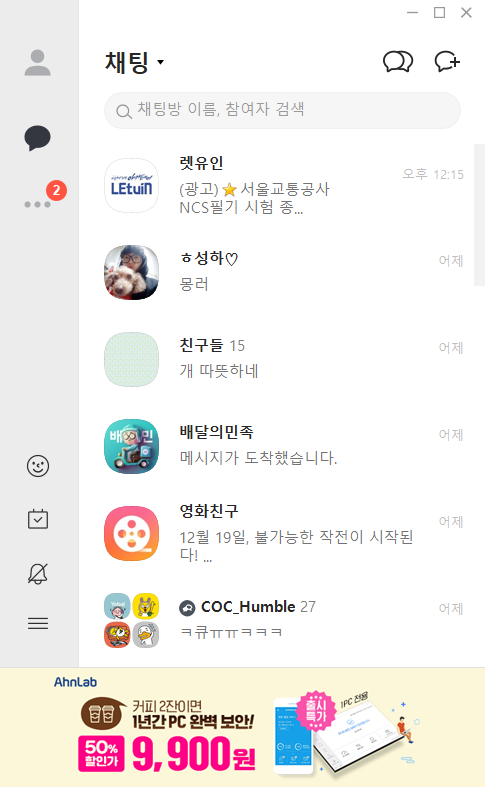 채팅
채팅방 이름, 참여자 검색
2
렛유인
오후 12:15
LEtuiN
(광고)⭐서울교통공사
NCS필기 시험 종...
ㅎ성하♡
어제
몽러
친구들 15
어제
개 따뜻하네
배달의민족
어제
배민
메시지가 도착했습니다.
영화친구
어제
12월 19일, 불가능한 작전이 시작된
다! ...
COC_Humble 27
어제
ㅋ큐ㅠㅠㅋㅋㅋ
AhnLab
커피 2잔이면
1년간 PC 완벽 보안!
50%
할인가
9,900원
출시
특가
1PC 전용